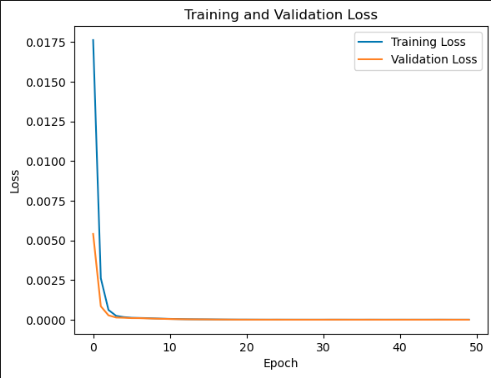 Training and Validation Loss
Training Loss
Validation Loss
0.0175
0.0150
0.0125
0.0100
0.0075
0.0050
0.0025
0.0000
Loss
0 10 20 30 40 50
Epoch